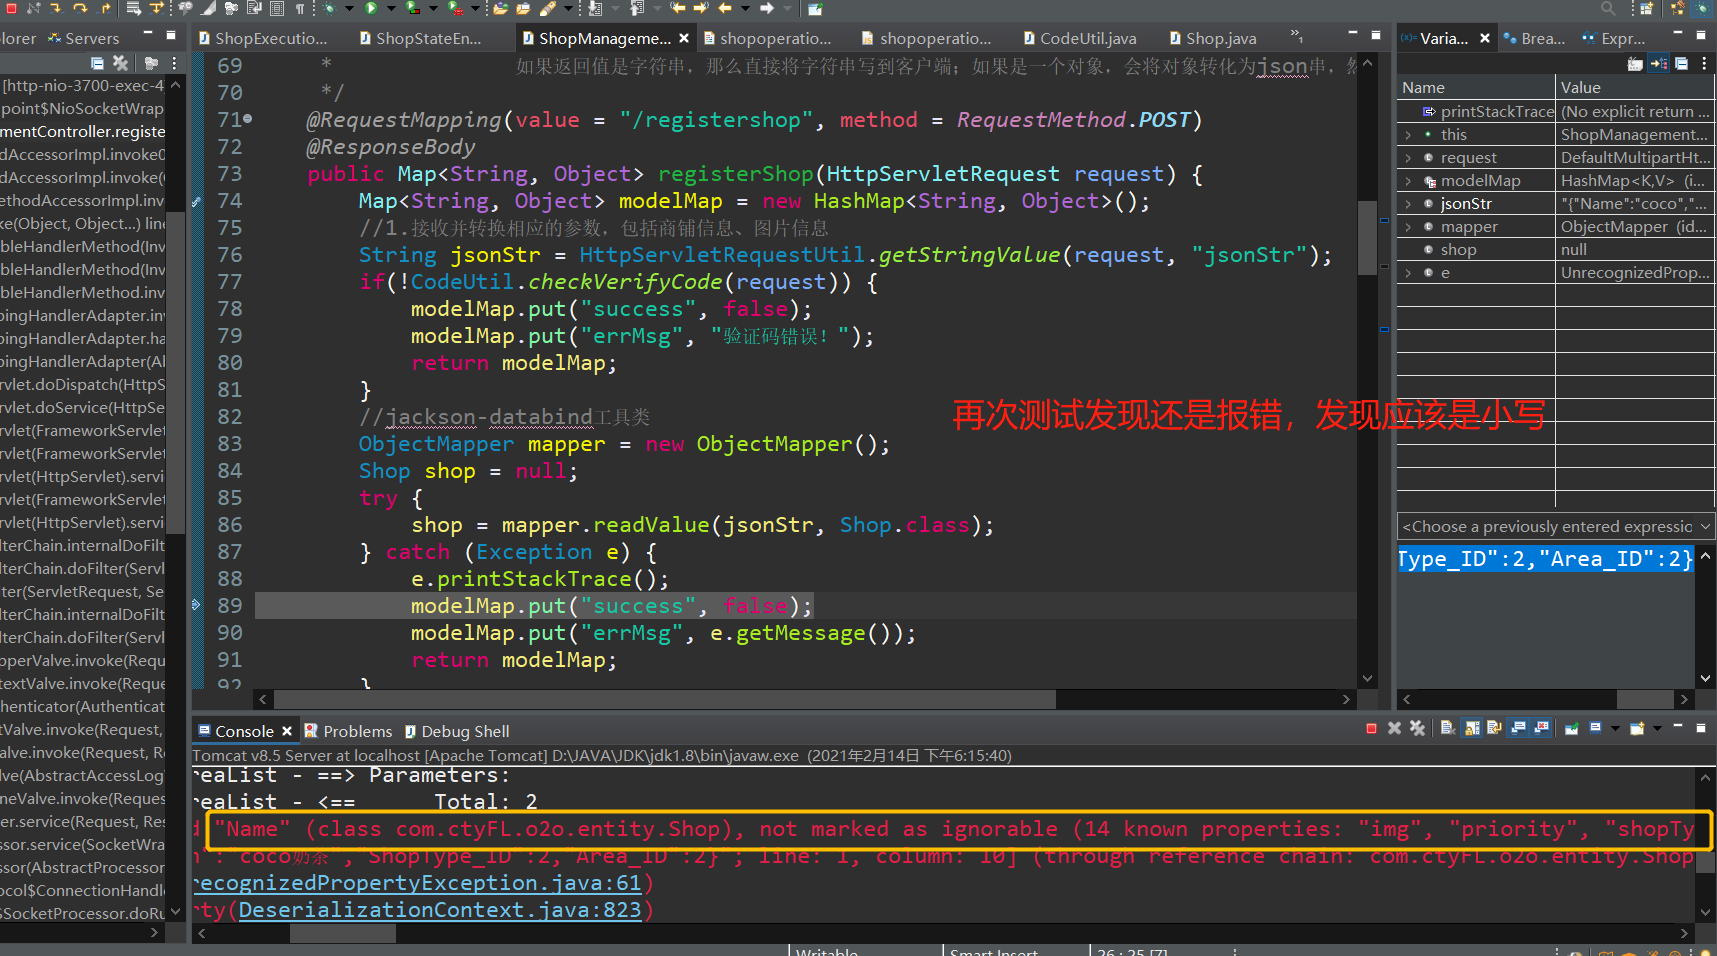 lorer
Servers
ShopExecutio...
ShopStateEn...
ShopManageme...
shopoperatio...
shopoperation...
CodeUtil.java
Shop.java
Varia...
Brea...
Expr...
[http-nio-3700-exec-4
point$NioSocketWrap
mentController.registe
dAccessorImpl.invoke0
dAccessorImpl.invoke(
ethodAccessorImpl.invo
ke(Object, Object...) line
bleHandlerMethod(Inv
bleHandlerMethod(Inv
bleHandlerMethod.inv
pingHandlerAdapter.inv
pingHandlerAdapter.ha
pingHandlerAdapter(Al
rvlet.doDispatch(HttpS
rvlet.doService(HttpSe
rvlet(FrameworkServlet
rvlet(FrameworkServlet
rvlet(HttpServlet).servic
rvlet(FrameworkServlet
rvlet(HttpServlet).servic
lterChain.internalDoFilt
lterChain.doFilter(Servl
lter(ServletRequest, Se
lterChain.internalDoFilt
lterChain.doFilter(Servl
pperValve.invoke(Requ
textValve.invoke(Reque
henticator(Authenticat
tValve.invoke(Request,
Valve.invoke(Request, Re
lve(AbstractAccessLog
neValve.invoke(Reques
er.service(Request, Res
ssor.service(SocketWra
ssor(AbstractProcessor
ocol$ConnectionHandle
$SocketProcessor.doRu
69 * 如果返回值是字符串，那么直接将字符串写到客户端；如果是一个对象，会将对象转化为json串，
70 */
71 @RequestMapping(value = "/registershop", method = RequestMethod.POST)
72 @ResponseBody
73 public Map<String, Object> registerShop(HttpServletRequest request) {
74 Map<String, Object> modelMap = new HashMap<String, Object>();
75 //1.接收并转换相应的参数，包括商铺信息、图片信息
76 String jsonStr = HttpServletRequestUtil.getStringValue(request, "jsonStr");
77 if(!CodeUtil.checkVerifyCode(request)) {
78 modelMap.put("success", false);
79 modelMap.put("errMsg", "验证码错误！");
80 return modelMap;
81 }
82 //jackson-databind工具类
83 ObjectMapper mapper = new ObjectMapper();
84 Shop shop = null;
85 try {
86 shop = mapper.readValue(jsonStr, Shop.class);
87 } catch (Exception e) {
88 e.printStackTrace();
89 modelMap.put("success", false);
90 modelMap.put("errMsg", e.getMessage());
91 return modelMap;
92 }
再次测试发现还是报错，发现应该是小写
Name Value
printStackTrace (No explicit return ...
this ShopManagement...
request DefaultMultipartHt...
modelMap HashMap<K,V> (i...
jsonStr "{"Name":"coco","...
mapper ObjectMapper (id...
shop null
e UnrecognizedProp...
<Choose a previously entered expressio
Type_ID":2,"Area_ID":2}
Console
Problems
Debug Shell
Tomcat v8.5 Server at localhost [Apache Tomcat] D:\JAVA\JDK\jdk1.8\bin\javaw.exe (2021年2月14日 下午6:15:40)
reaList - ==> Parameters:
reaList - <== Total: 2
d "Name" (class com.ctyFL.o2o.entity.Shop), not marked as ignorable (14 known properties: "img", "priority", "shopTy
n":"coco奶茶","ShopType_ID":2,"Area_ID":2}"; line: 1, column: 10] (through reference chain: com.ctyFL.o2o.entity.Shop
recognizedPropertyException.java:61)
rty(DeserializationContext.java:823)
Writable
Smart Insert
26 : 25 [7]